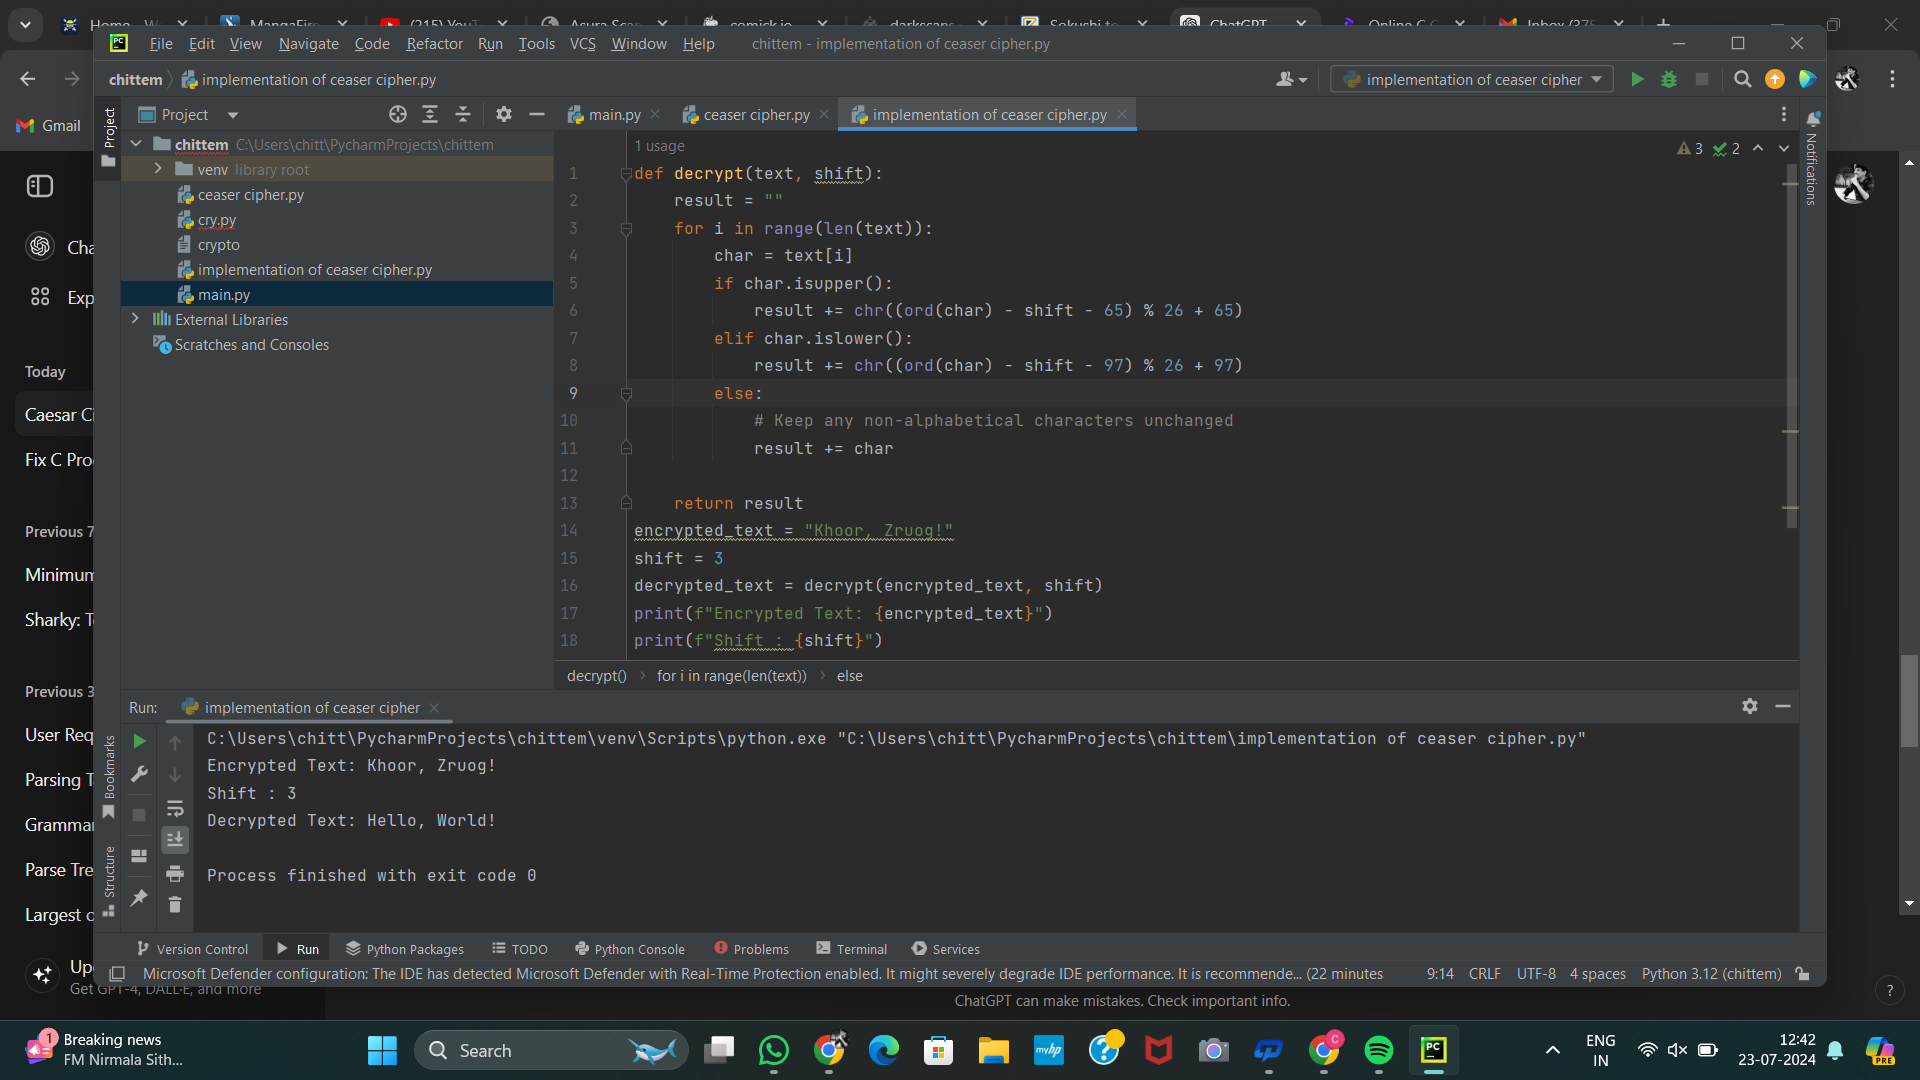 Home
MangaFire
(215) YouT
Asura Scan
comick.io
darkscans
Sokushi to
ChatGPT
Online C C
Inbox (375
File Edit View Navigate Code Refactor Run Tools VCS Window Help chittem - implementation of ceaser cipher.py
chittem implementation of ceaser cipher.py
implementation of ceaser cipher
Gmail
Project
Project
main.py
ceaser cipher.py
implementation of ceaser cipher.py
Notifications
chittem C:\Users\chitt\PycharmProjects\chittem
venv library root
ceaser cipher.py
cry.py
crypto
implementation of ceaser cipher.py
main.py
External Libraries
Scratches and Consoles
Cha
Exp
Today
Caesar Ci
Fix C Pro
Previous 7
Minimum
Sharky: T
Previous 3
User Req
Parsing T
Grammar
Parse Tre
Largest o
Up
Get GPT-4, DALL·E, and more
1 usage
3 2
1 def decrypt(text, shift):
2 result = ""
3 for i in range(len(text)):
4 char = text[i]
5 if char.isupper():
6 result += chr((ord(char) - shift - 65) % 26 + 65)
7 elif char.islower():
8 result += chr((ord(char) - shift - 97) % 26 + 97)
9 else:
10 # Keep any non-alphabetical characters unchanged
11 result += char
12
13 return result
14 encrypted_text = "Khoor, Zruog!"
15 shift = 3
16 decrypted_text = decrypt(encrypted_text, shift)
17 print(f"Encrypted Text: {encrypted_text}")
18 print(f"Shift : {shift}")
decrypt() for i in range(len(text)) else
Run: implementation of ceaser cipher
Bookmarks
Structure
C:\Users\chitt\PycharmProjects\chittem\venv\Scripts\python.exe "C:\Users\chitt\PycharmProjects\chittem\implementation of ceaser cipher.py"
Encrypted Text: Khoor, Zruog!
Shift : 3
Decrypted Text: Hello, World!
Process finished with exit code 0
Version Control Run Python Packages TODO Python Console Problems Terminal Services
Microsoft Defender configuration: The IDE has detected Microsoft Defender with Real-Time Protection enabled. It might severely degrade IDE performance. It is recommende... (22 minutes 9:14 CRLF UTF-8 4 spaces Python 3.12 (chittem)
ChatGPT can make mistakes. Check important info.
?
1
Breaking news
FM Nirmala Sith...
Search
myhp
C
PC
ENG
IN
12:42
23-07-2024
PRE